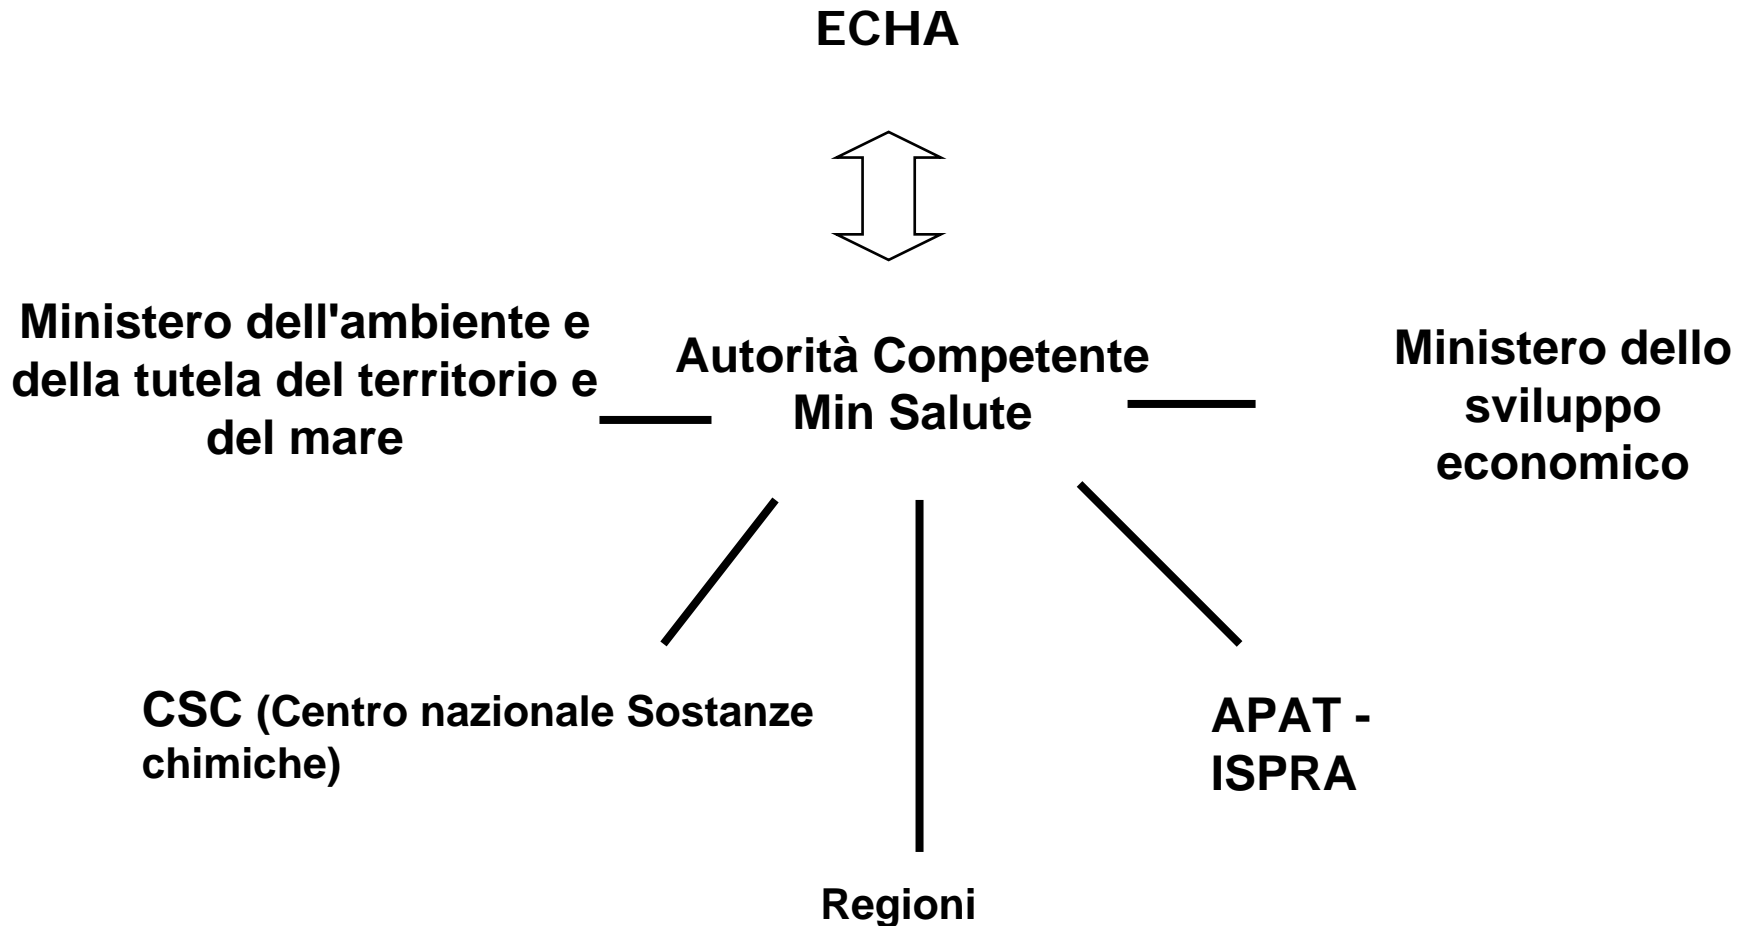 ECHA
Ministero dell'ambiente e
della tutela del territorio e
del mare
Autorità Competente
Min Salute
Ministero dello
sviluppo
economico
CSC (Centro nazionale Sostanze
chimiche)
APAT -
ISPRA
Regioni